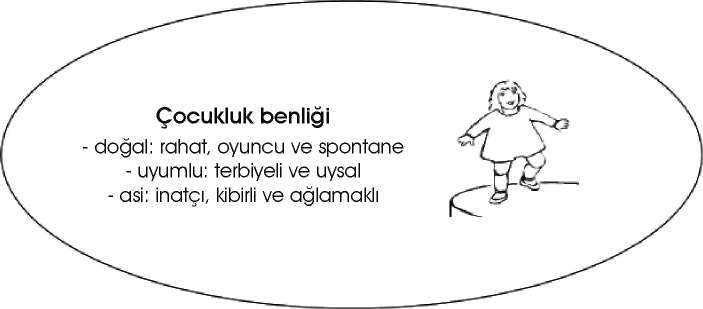 Çocukluk benliği
- doğal: rahat, oyuncu ve spontane
- uyumlu: terbiyeli ve uysal
- asi: inatçı, kibirli ve ağlamaklı